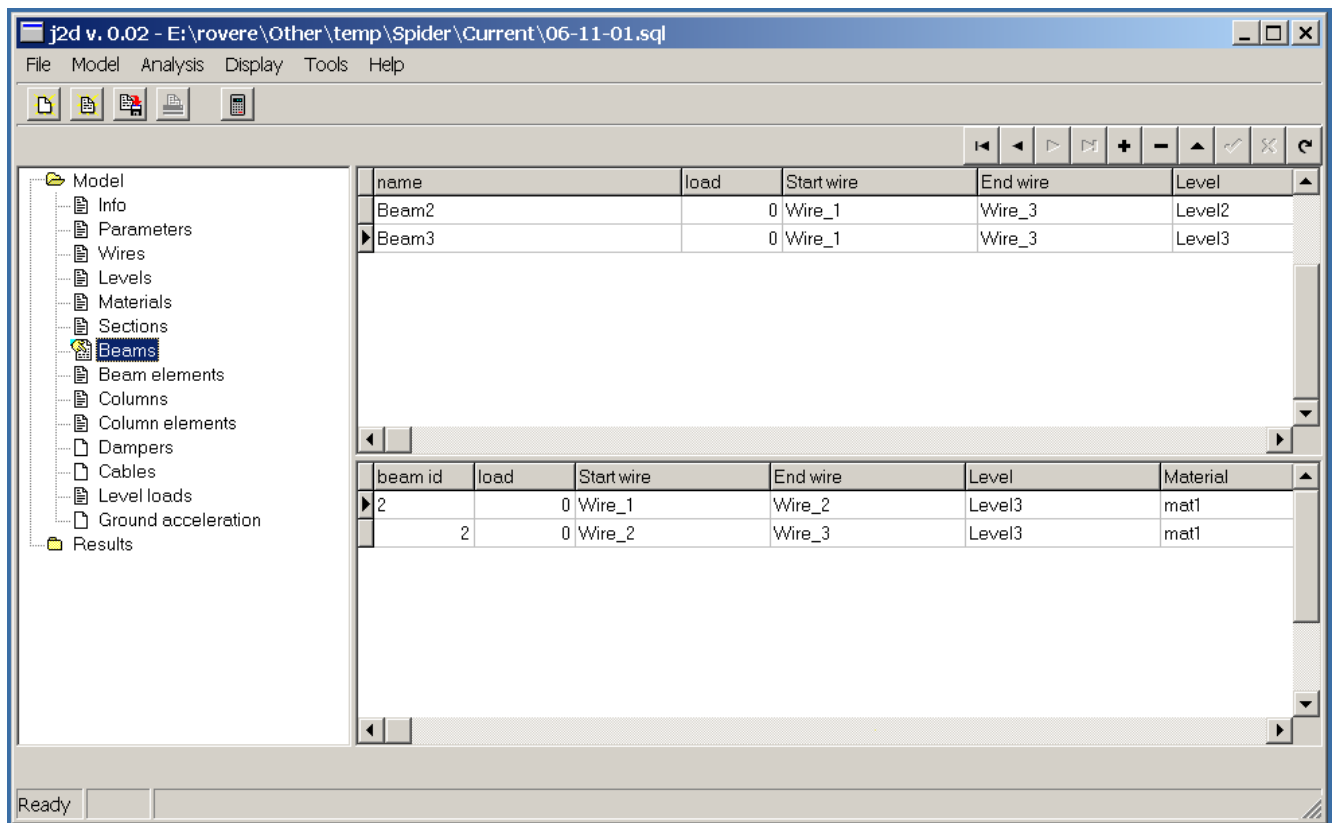 j2d v. 0.02 - E:\rovere\Other\temp\Spider\Current\06-11-01.sql
File Model Analysis Display Tools Help
Model
Info
Parameters
Wires
Levels
Materials
Sections
Beams
Beam elements
Columns
Column elements
Dampers
Cables
Level loads
Ground acceleration
Results
name load Start wire End wire Level
Beam2 0 Wire_1 Wire_3 Level2
Beam3 0 Wire_1 Wire_3 Level3
beam id load Start wire End wire Level Material
2 0 Wire_1 Wire_2 Level3 mat1
2 0 Wire_2 Wire_3 Level3 mat1
Ready